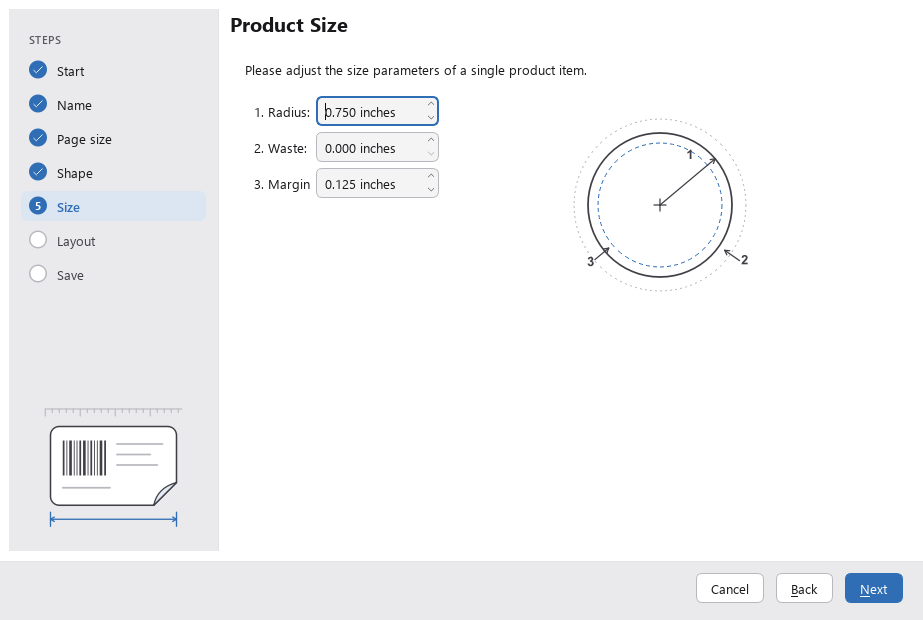 STEPS
Start
Name
Page size
Shape
5 Size
Layout
Save
Product Size
Please adjust the size parameters of a single product item.
1. Radius: 0.750 inches
2. Waste: 0.000 inches
3. Margin 0.125 inches
1
3
2
Cancel Back Next